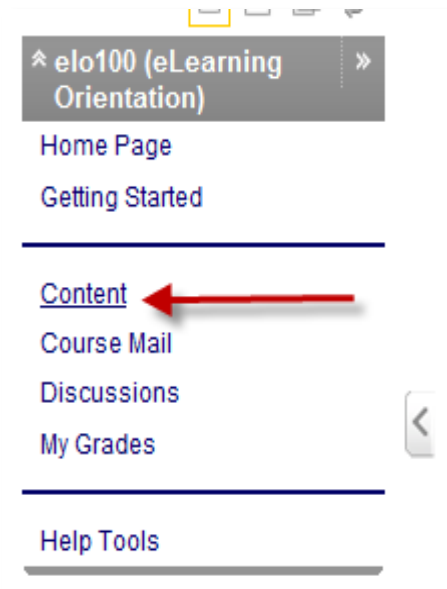 elo100 (eLearning
Orientation)
Home Page
Getting Started
Content
Course Mail
Discussions
My Grades
Help Tools